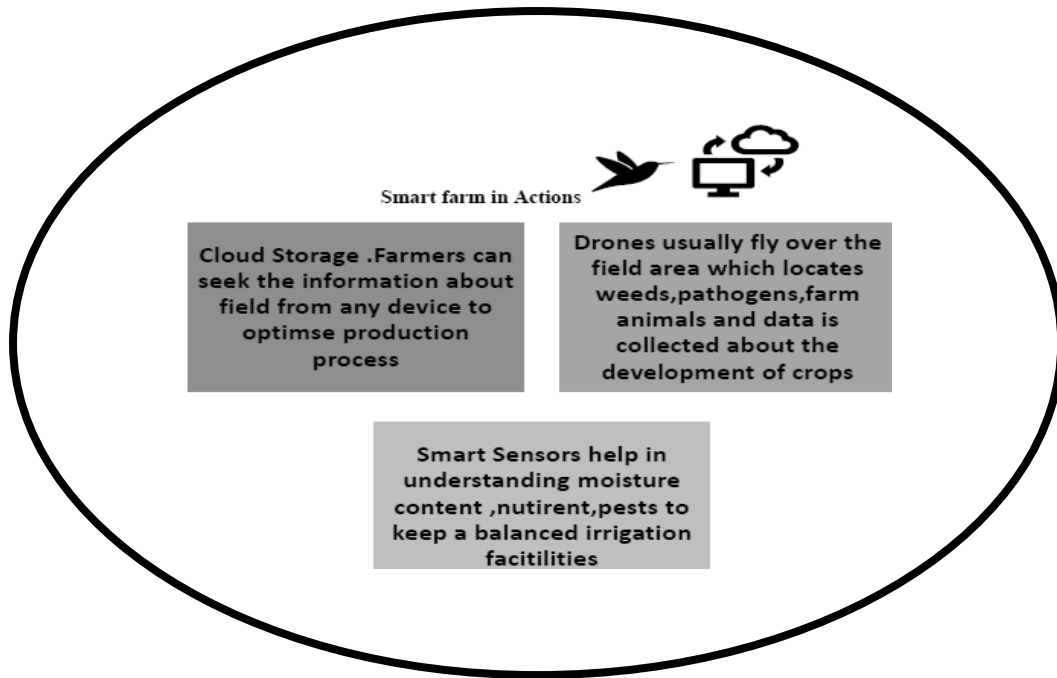 Smart farm in Actions
Cloud Storage .Farmers can
seek the information about
field from any device to
optimse production
process
Drones usually fly over the
field area which locates
weeds,pathogens,farm
animals and data is
collected about the
development of crops
Smart Sensors help in
understanding moisture
content ,nutirent,pests to
keep a balanced irrigation
facitilities